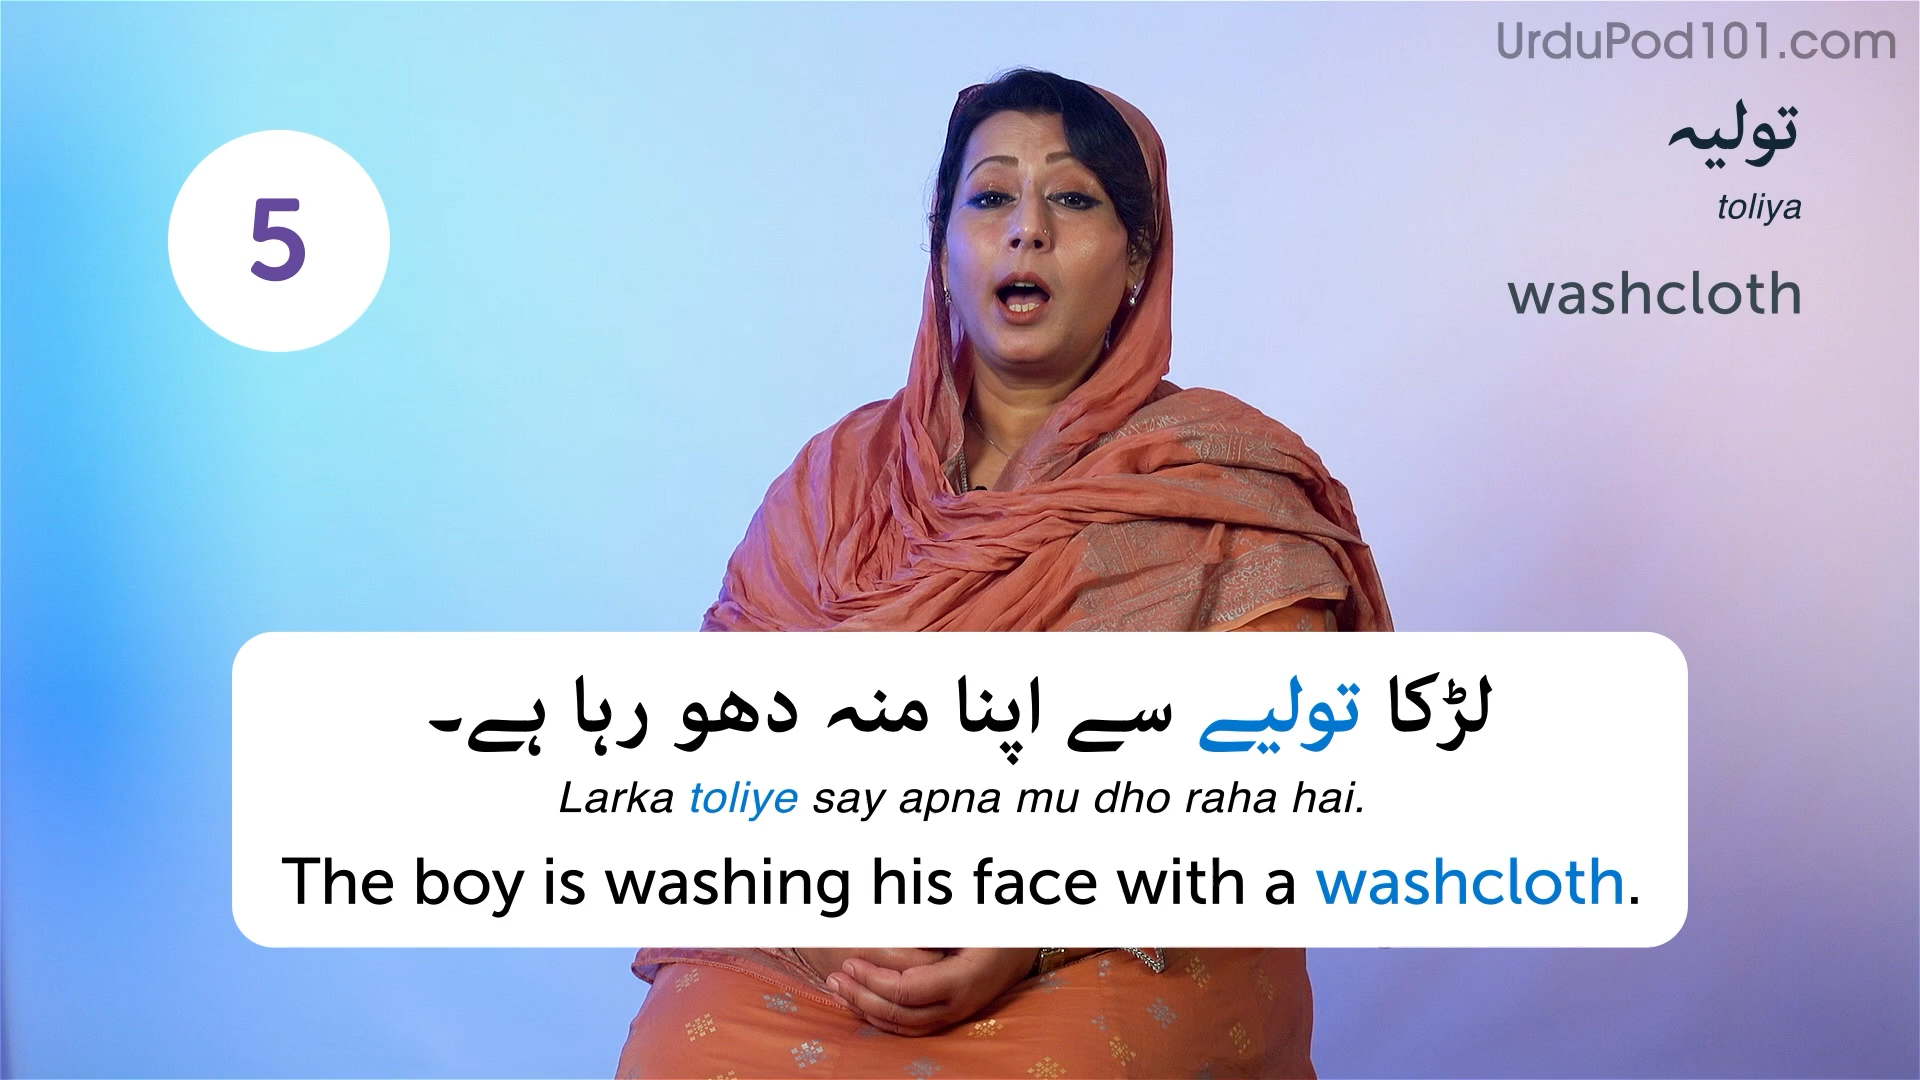 UrduPod101.com
5
تولیہ
toliya
washcloth
لڑکا تولیے سے اپنا منہ دھو رہا ہے۔
Larka toliye say apna mu dho raha hai.
The boy is washing his face with a washcloth.